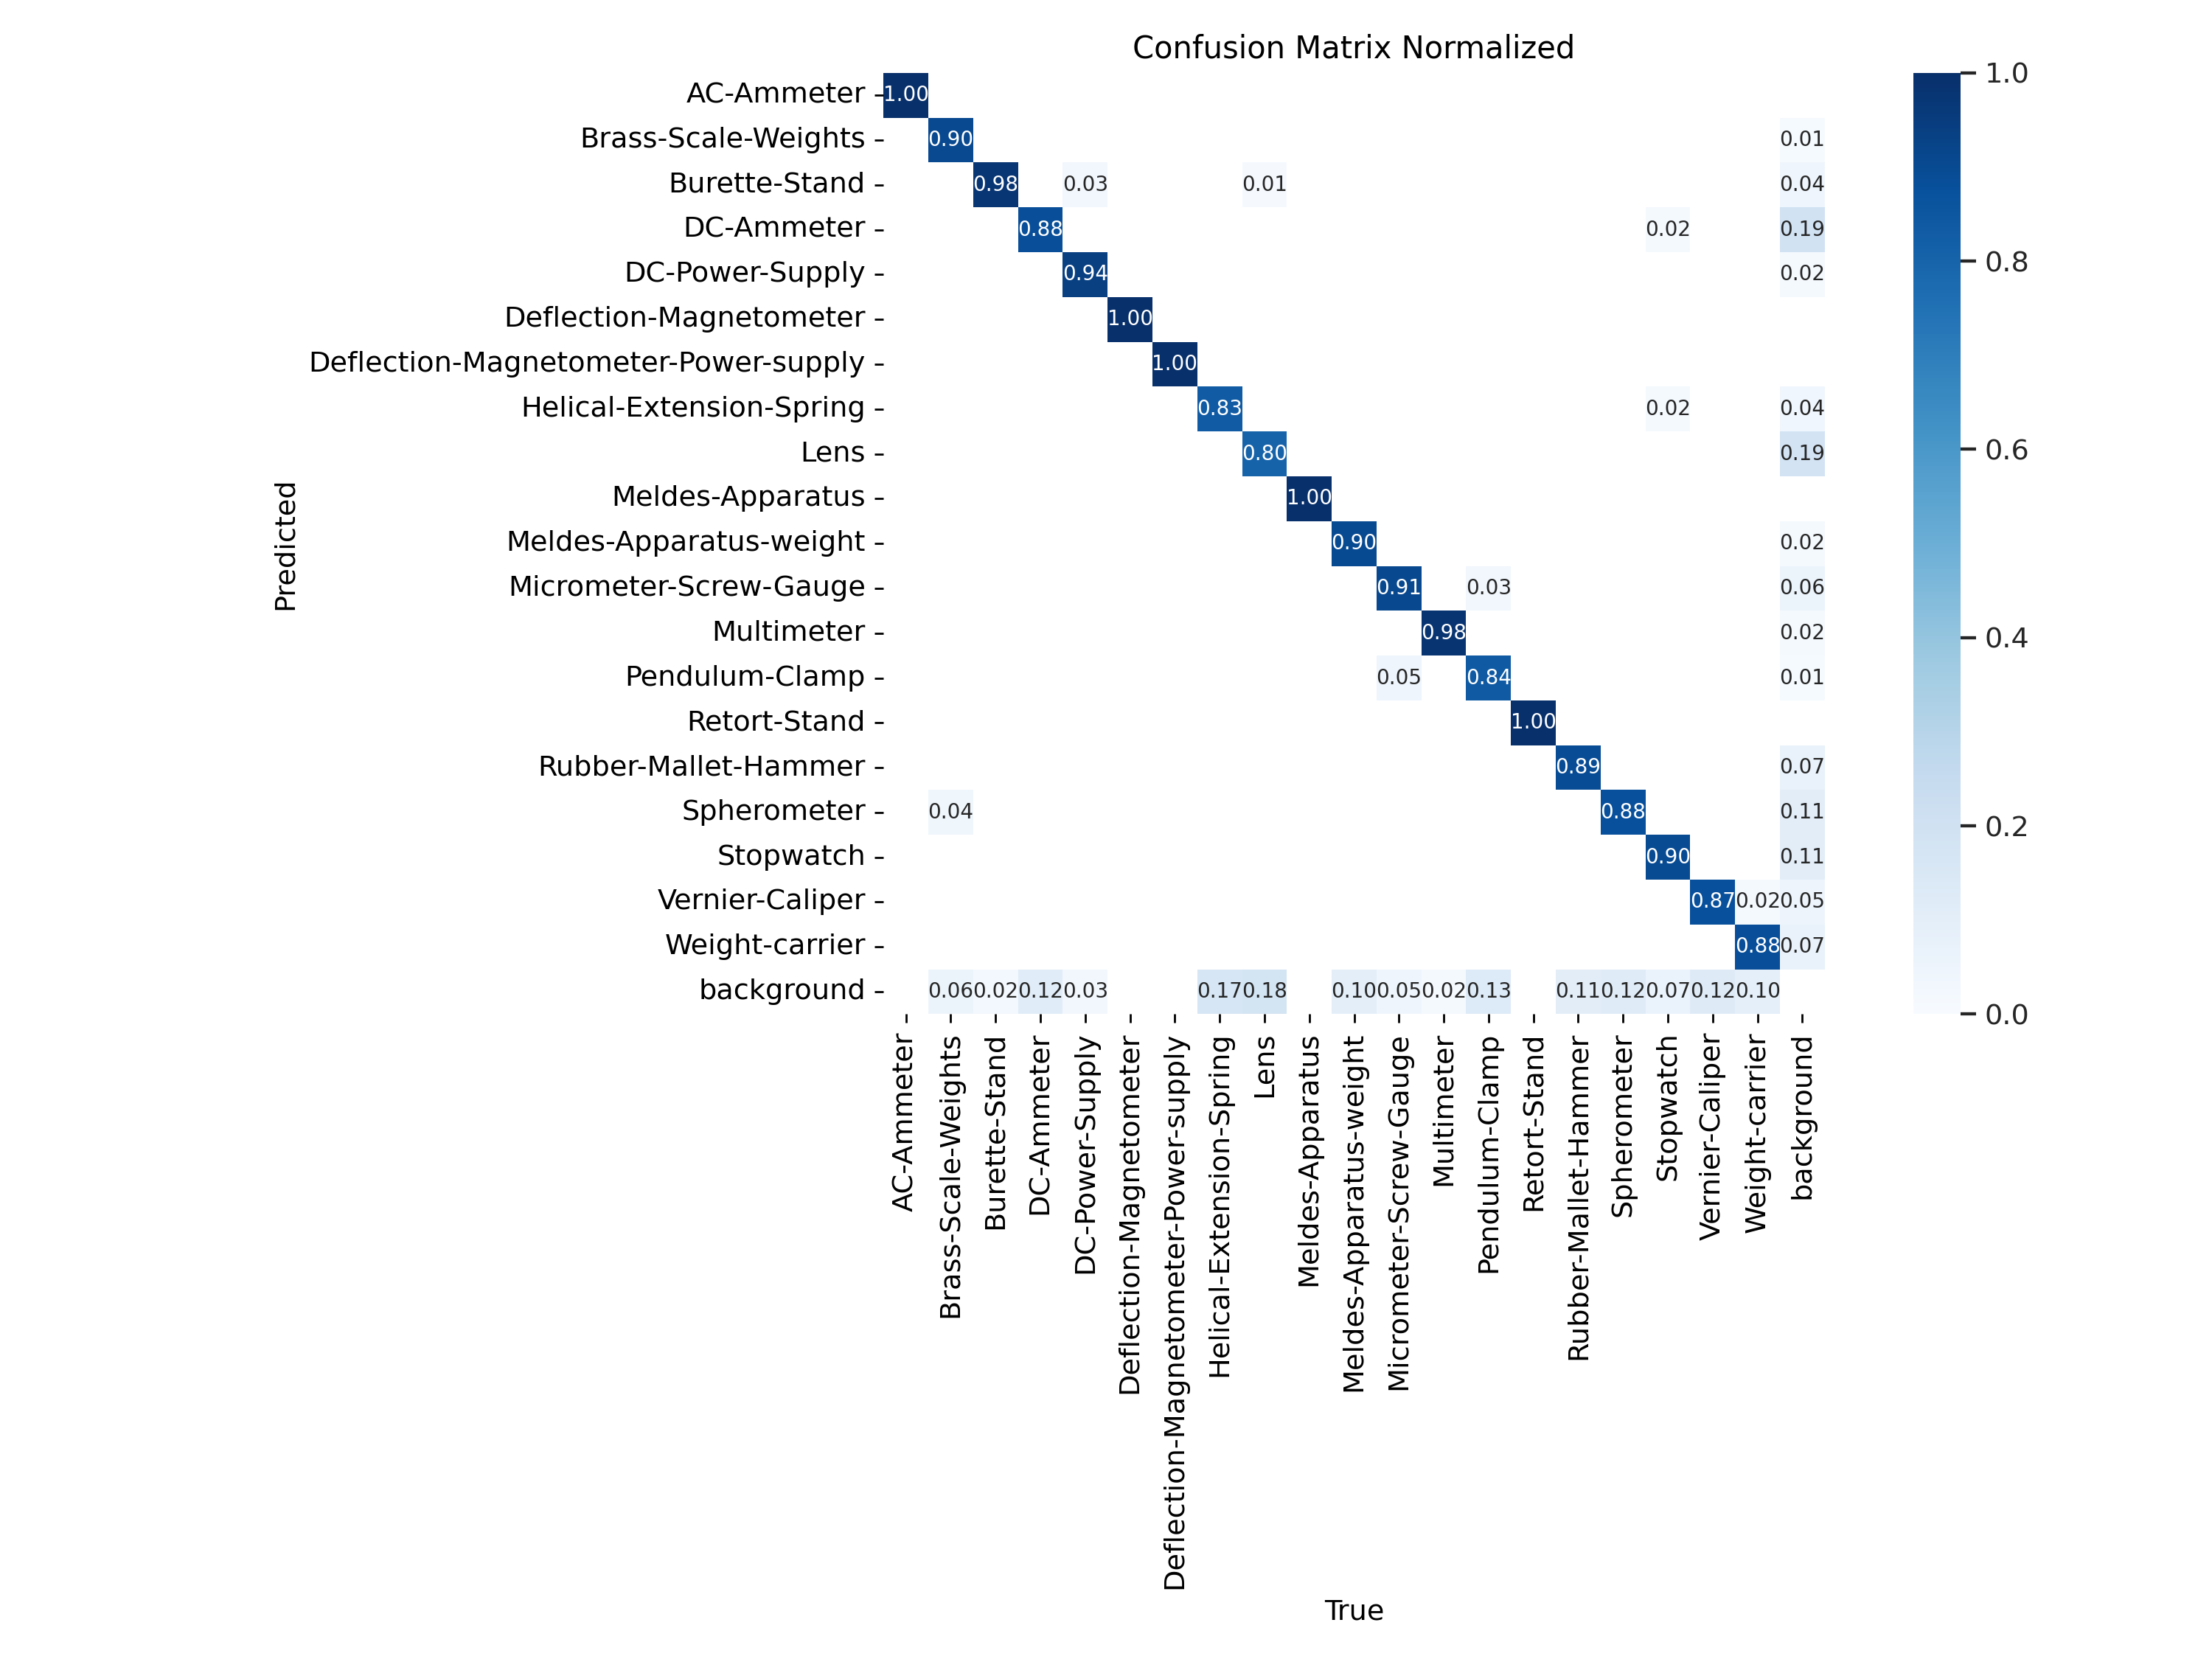 Confusion Matrix Normalized
AC-Ammeter 1.00
Brass-Scale-Weights 0.90 0.01
Burette-Stand 0.98 0.03 0.01 0.04
DC-Ammeter 0.88 0.02 0.19
DC-Power-Supply 0.94 0.02
Deflection-Magnetometer 1.00
Deflection-Magnetometer-Power-supply 1.00
Helical-Extension-Spring 0.83 0.02 0.04
Lens 0.80 0.19
Meldes-Apparatus 1.00
Meldes-Apparatus-weight 0.90 0.02
Micrometer-Screw-Gauge 0.91 0.03 0.06
Multimeter 0.98 0.02
Pendulum-Clamp 0.05 0.84 0.01
Retort-Stand 1.00
Rubber-Mallet-Hammer 0.89 0.07
Spherometer 0.04 0.88 0.11
Stopwatch 0.90 0.11
Vernier-Caliper 0.87 0.02 0.05
Weight-carrier 0.88 0.07
background 0.06 0.02 0.12 0.03 0.17 0.18 0.10 0.05 0.02 0.13 0.11 0.12 0.07 0.12 0.10
Predicted
AC-Ammeter
Brass-Scale-Weights
Burette-Stand
DC-Ammeter
DC-Power-Supply
Deflection-Magnetometer
Deflection-Magnetometer-Power-supply
Helical-Extension-Spring
Lens
Meldes-Apparatus
Meldes-Apparatus-weight
Micrometer-Screw-Gauge
Multimeter
Pendulum-Clamp
Retort-Stand
Rubber-Mallet-Hammer
Spherometer
Stopwatch
Vernier-Caliper
Weight-carrier
background
True
1.0
0.8
0.6
0.4
0.2
0.0